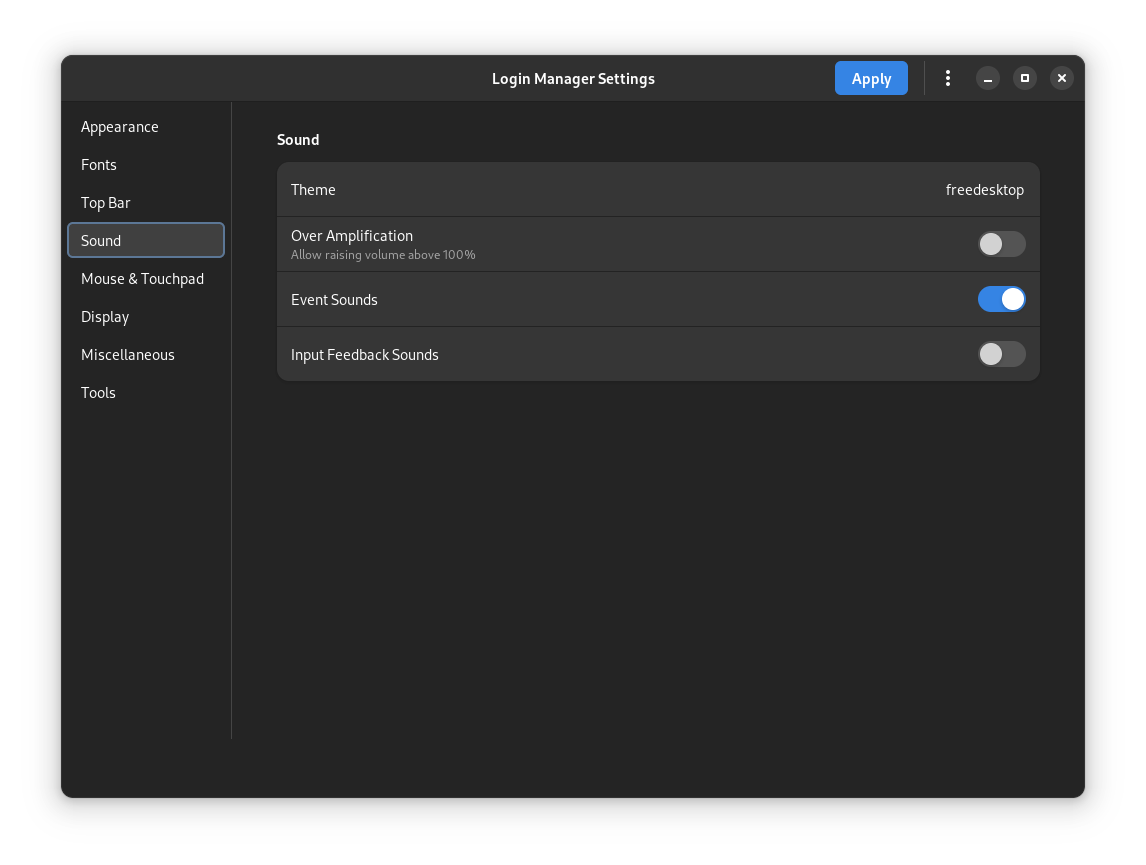 Login Manager Settings
Apply
Appearance
Fonts
Top Bar
Sound
Mouse & Touchpad
Display
Miscellaneous
Tools
Sound
Theme
freedesktop
Over Amplification
Allow raising volume above 100%
Event Sounds
Input Feedback Sounds